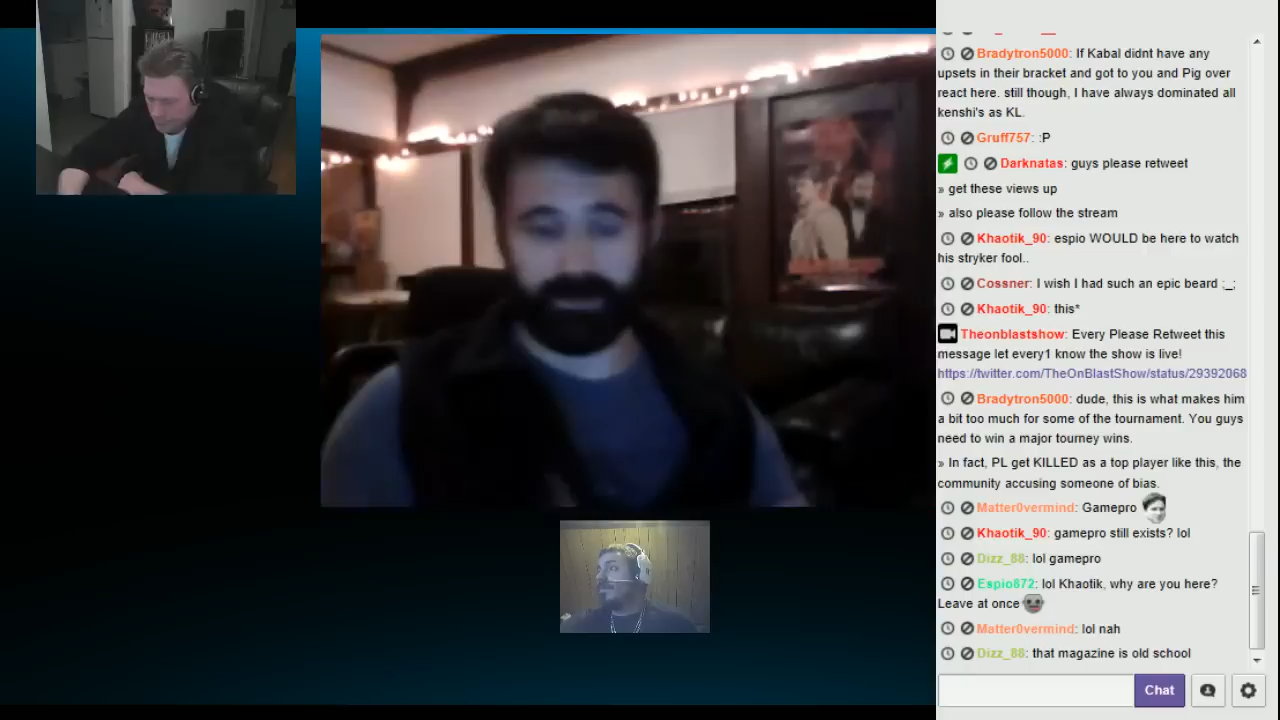 Bradytron5000: If Kabal didnt have any
upsets in their bracket and got to you and Pig over
react here. still though, I have always dominated all
kenshi's as KL.
Gruff757: :P
Darknatas: guys please retweet
» get these views up
» also please follow the stream
Khaotik_90: espio WOULD be here to watch
his stryker fool..
Cossner: I wish I had such an epic beard :_;
Khaotik_90: this*
Theonblastshow: Every Please Retweet this
message let every1 know the show is live!
https://twitter.com/TheOnBlastShow/status/29392068
Bradytron5000: dude, this is what makes him
a bit too much for some of the tournament. You guys
need to win a major tourney wins.
» In fact, PL get KILLED as a top player like this, the
community accusing someone of bias.
Matter0vermind: Gamepro
Khaotik_90: gamepro still exists? lol
Dizz_88: lol gamepro
Espio872: lol Khaotik, why are you here?
Leave at once
Matter0vermind: lol nah
Dizz_88: that magazine is old school
Chat